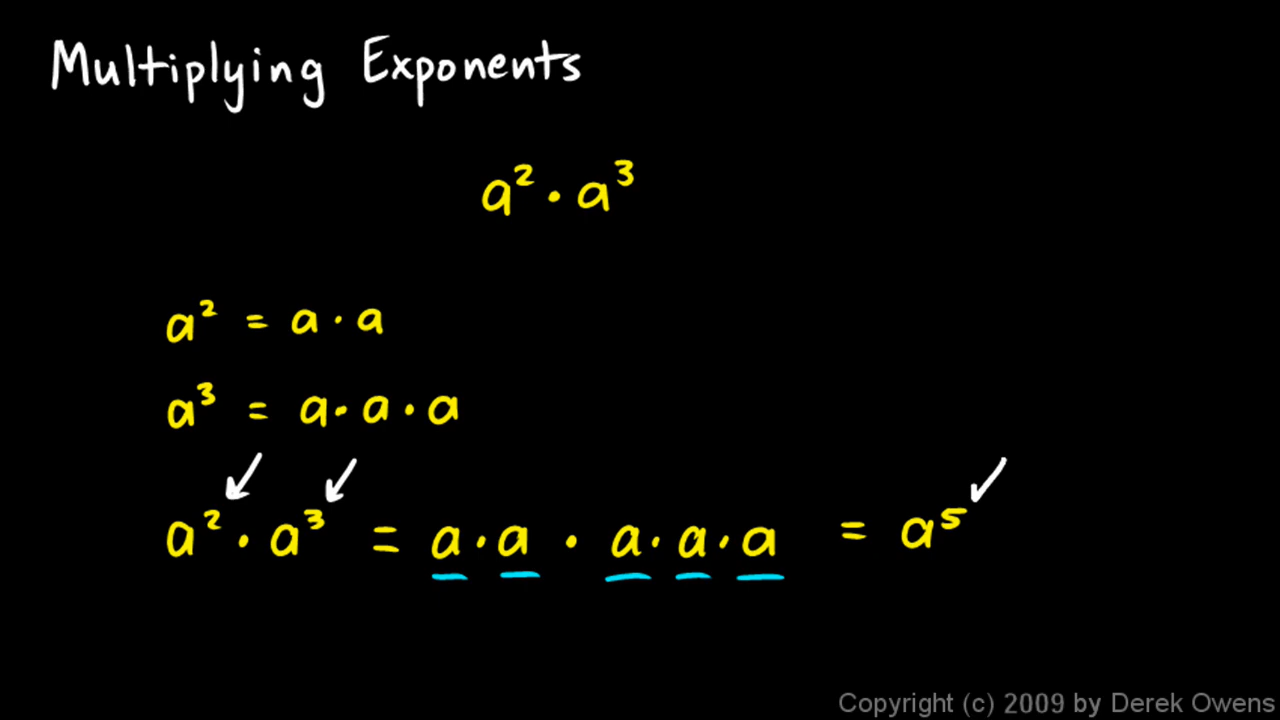 Multiplying Exponents
a² · a³
a² = a · a
a³ = a · a · a
a² · a³ = a · a · a · a · a = a⁵
Copyright (c) 2009 by Derek Owens